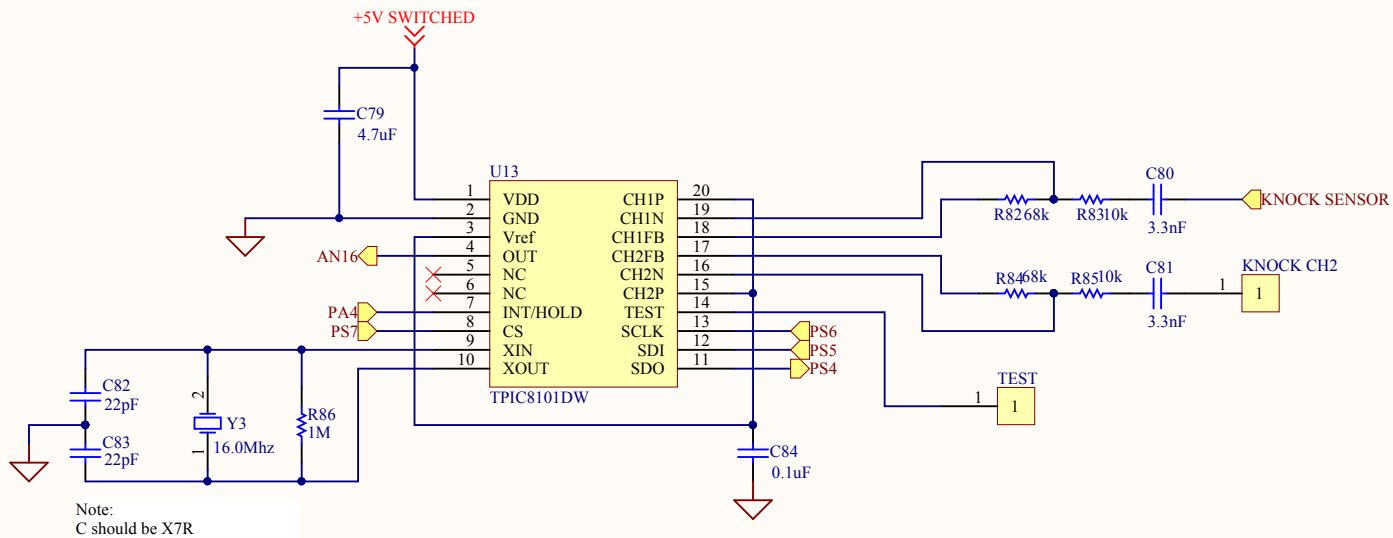 +5V SWITCHED
C79
4.7uF
U13
1 VDD CH1P 20
2 GND CH1N 19
3 Vref CH1FB 18
4 OUT CH2FB 17
5 NC CH2N 16
6 NC CH2P 15
7 INT/HOLD TEST 14
8 CS SCLK 13
9 XIN SDI 12
10 XOUT SDO 11
TPIC8101DW
AN16
PA4
PS7
PS6
PS5
PS4
C80
3.3nF
R82 68k
R83 10k
KNOCK SENSOR
R84 68k
R85 10k
C81
3.3nF
KNOCK CH2
1 1
TEST
1 1
C82
22pF
C83
22pF
2
Y3
1
16.0Mhz
R86
1M
C84
0.1uF
Note:
C should be X7R